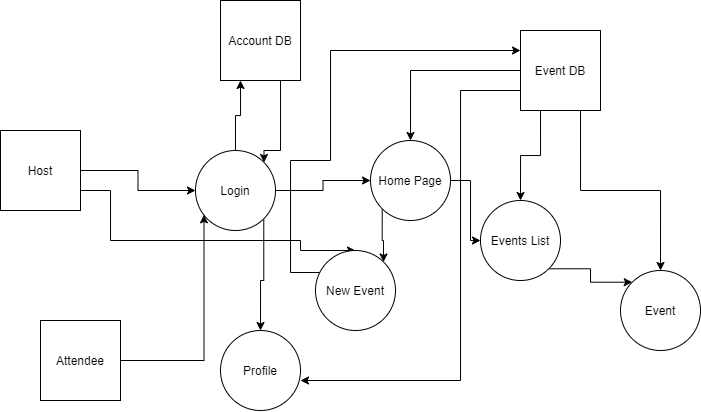 Account DB
Event DB
Host
Login
Home Page
Events List
New Event
Event
Attendee
Profile